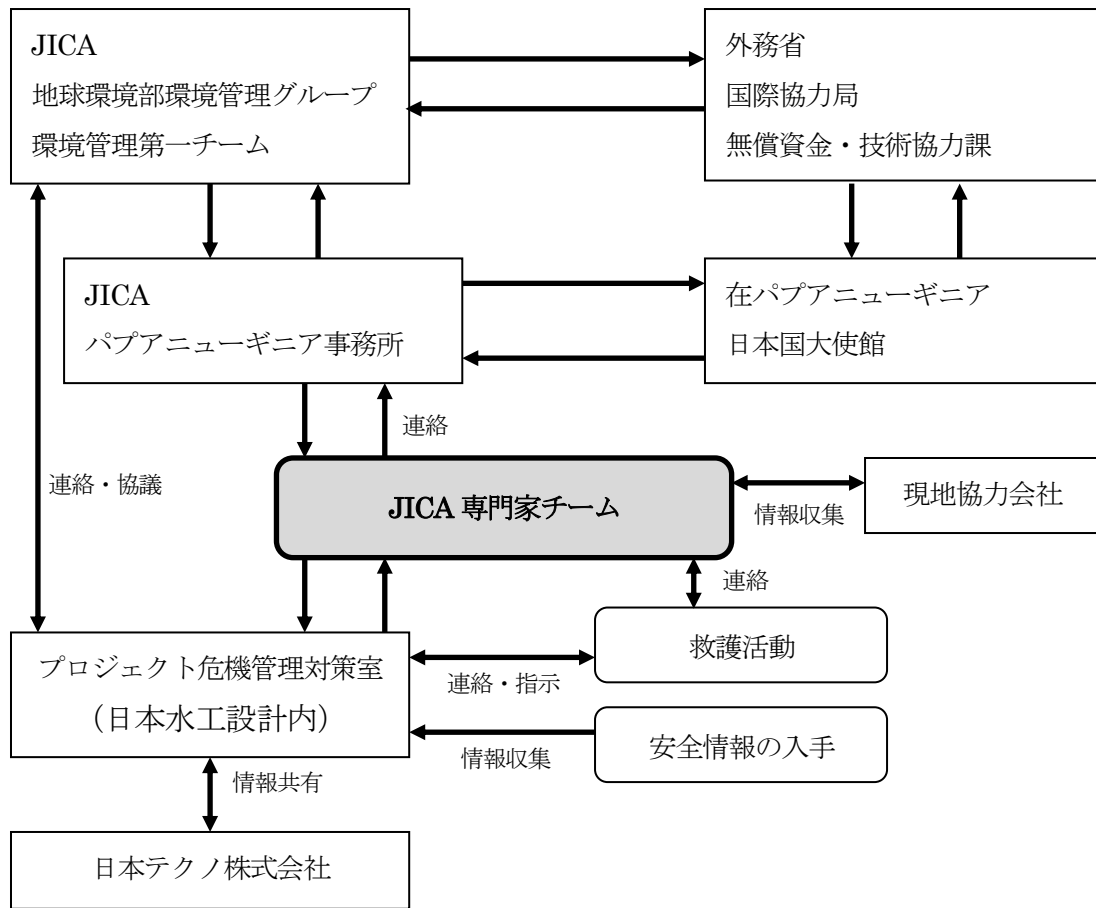 JICA
地球環境部環境管理グループ
環境管理第一チーム
外務省
国際協力局
無償資金・技術協力課
JICA
パプアニューギニア事務所
在パプアニューギニア
日本国大使館
連絡
連絡・協議
JICA 専門家チーム
情報収集
現地協力会社
連絡
プロジェクト危機管理対策室
（日本水工設計内）
連絡・指示
救護活動
情報収集
安全情報の入手
情報共有
日本テクノ株式会社